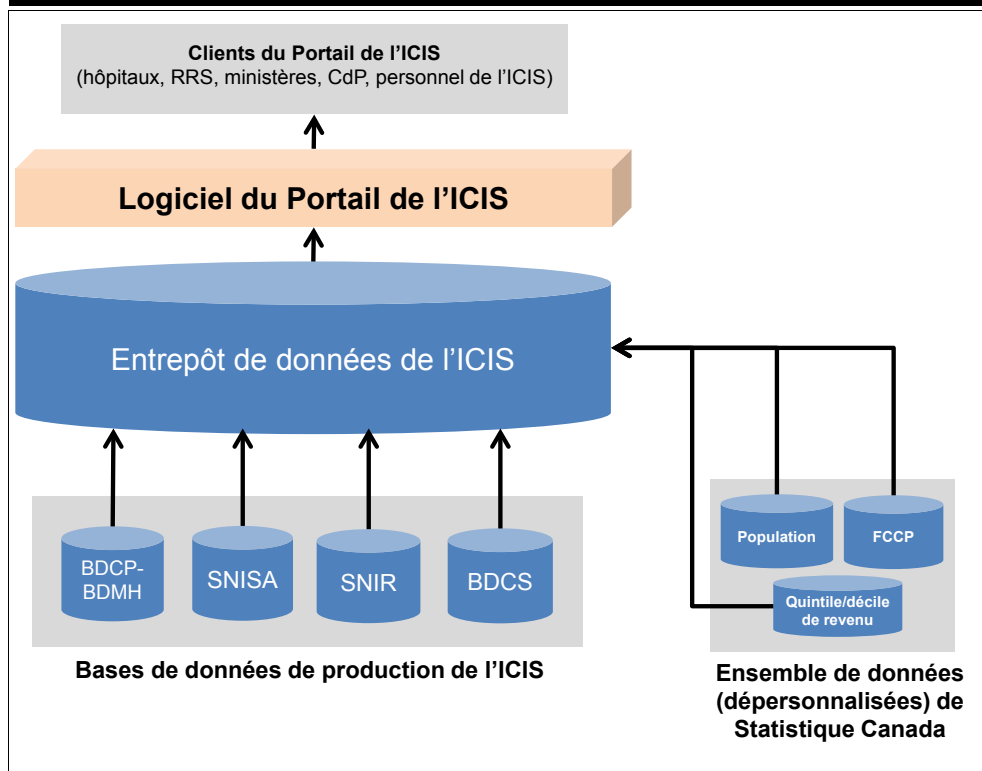 Clients du Portail de l’ICIS
(hôpitaux, RRS, ministères, CdP, personnel de l’ICIS)
Logiciel du Portail de l’ICIS
Entrepôt de données de l’ICIS
BDCP-
BDMH
SNISA
SNIR
BDCS
Bases de données de production de l’ICIS
Population
FCCP
Quintile/décile
de revenu
Ensemble de données
(dépersonnalisées) de
Statistique Canada